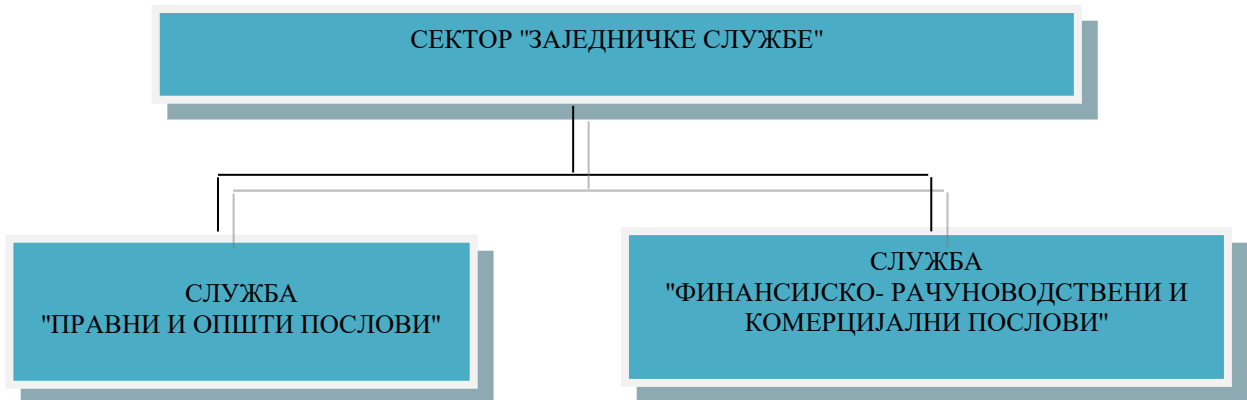 СЕКТОР "ЗАЈЕДНИЧКЕ СЛУЖБЕ"
СЛУЖБА
"ПРАВНИ И ОПШТИ ПОСЛОВИ"
СЛУЖБА
"ФИНАНСИЈСКО- РАЧУНОВОДСТВЕНИ И
КОМЕРЦИЈАЛНИ ПОСЛОВИ"